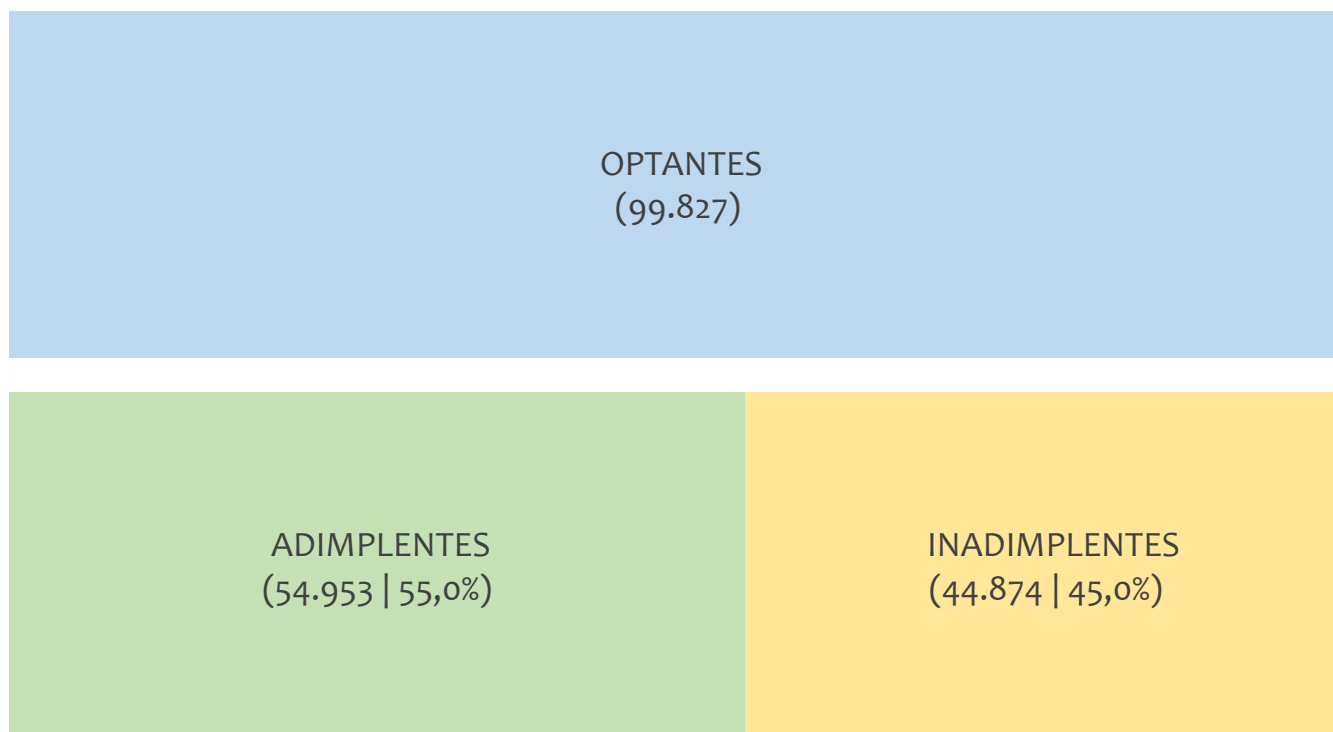 OPTANTES
(99.827)
ADIMPLENTES
(54.953 | 55,0%)
INADIMPLENTES
(44.874 | 45,0%)